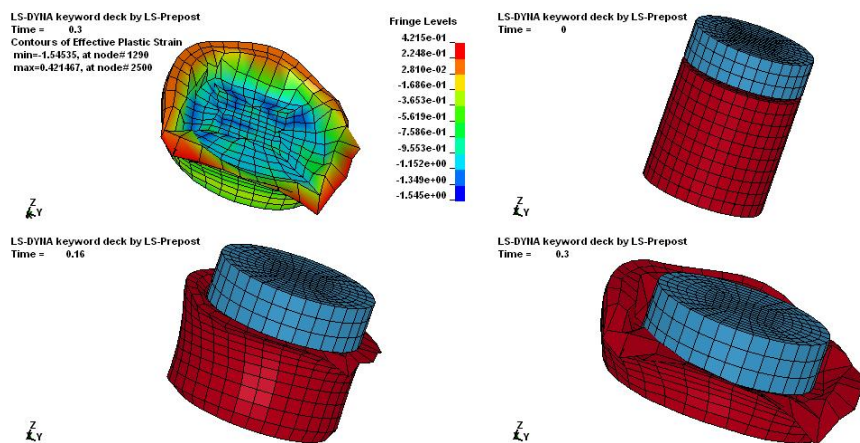 LS-DYNA keyword deck by LS-Prepost
Time = 0.3
Contours of Effective Plastic Strain
min=-1.54535, at node# 1290
max=0.421467, at node# 2500
Fringe Levels
4.215e-01
2.248e-01
2.810e-02
-1.686e-01
-3.653e-01
-5.619e-01
-7.586e-01
-9.553e-01
-1.152e+00
-1.349e+00
-1.545e+00
Z
X Y
LS-DYNA keyword deck by LS-Prepost
Time = 0
Z
X Y
LS-DYNA keyword deck by LS-Prepost
Time = 0.16
Z
X Y
LS-DYNA keyword deck by LS-Prepost
Time = 0.3
Z
X Y